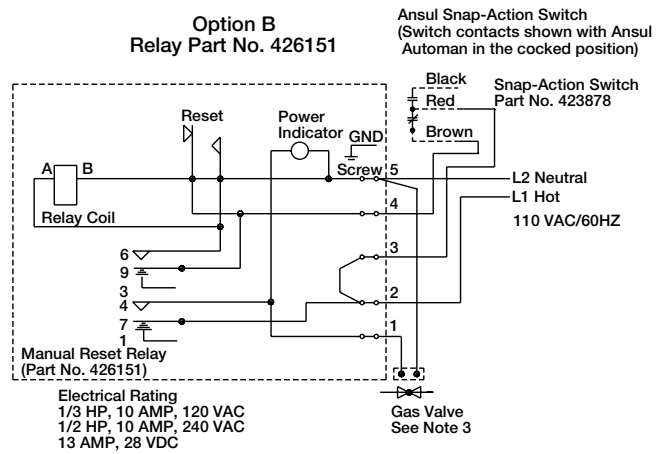 Option B
Relay Part No. 426151
Ansul Snap-Action Switch
(Switch contacts shown with Ansul
Automan in the cocked position)
Black
Red
Brown
Snap-Action Switch
Part No. 423878
Reset
Power
Indicator
GND
Screw
5
A
B
L2 Neutral
L1 Hot
110 VAC/60HZ
4
Relay Coil
6
9
3
3
4
2
7
1
1
Manual Reset Relay
(Part No. 426151)
Electrical Rating
1/3 HP, 10 AMP, 120 VAC
1/2 HP, 10 AMP, 240 VAC
13 AMP, 28 VDC
Gas Valve
See Note 3